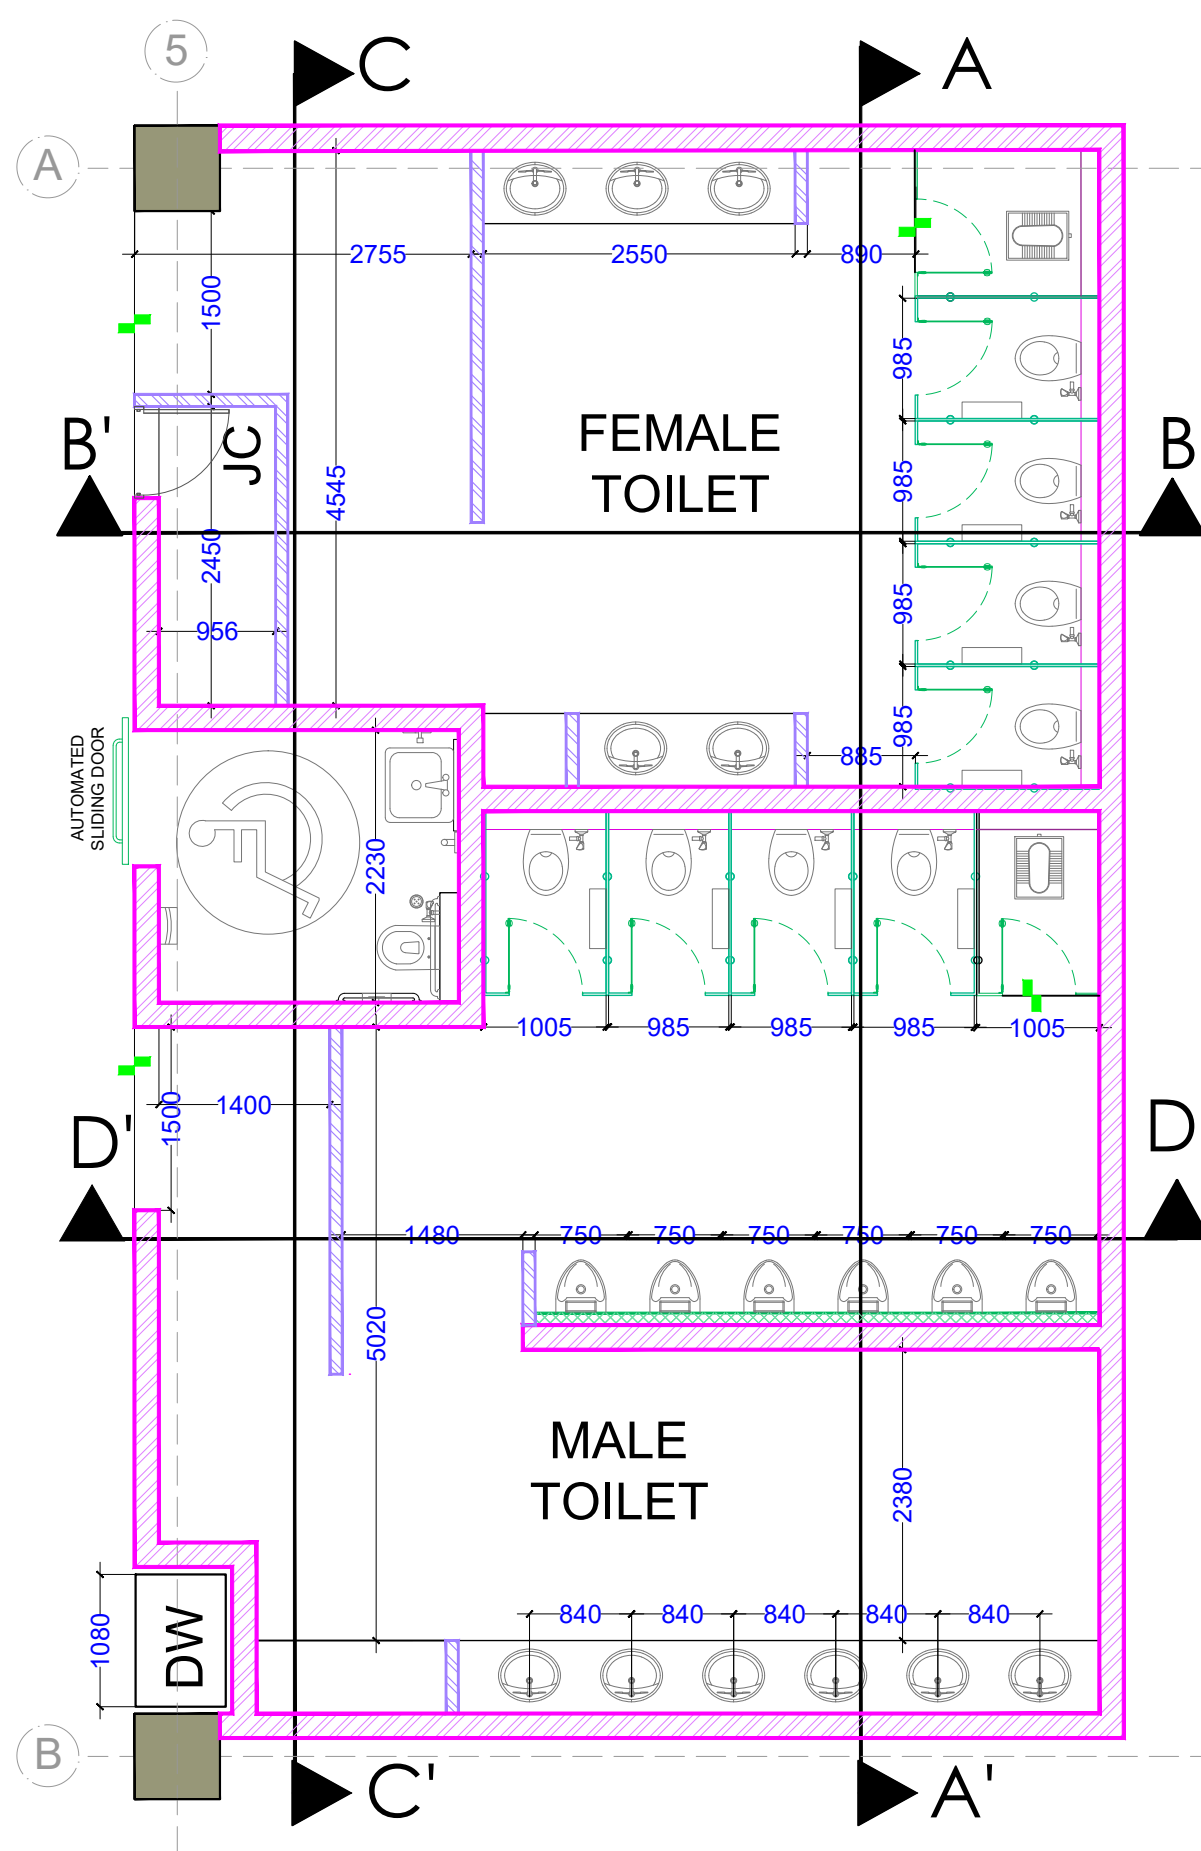 5
C
A
A
2755
2550
890
1500
985
B'
JC
FEMALE
TOILET
B
4545
985
2450
956
985
985
885
AUTOMATED
SLIDING DOOR
2230
1005
985
985
985
1005
1400
1500
D'
D
1480
750
750
750
750
750
750
5020
MALE
TOILET
2380
1080
DW
840
840
840
840
840
B
C'
A'